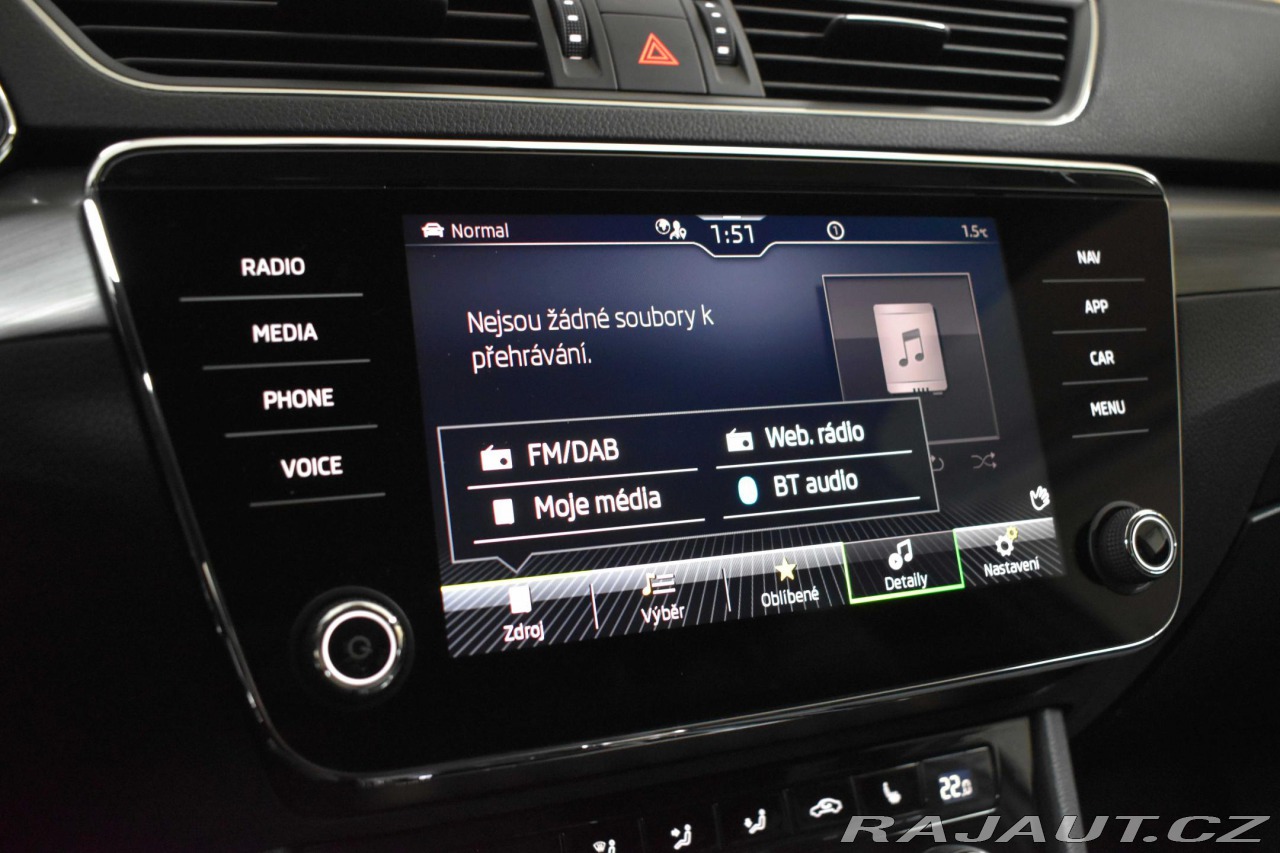 Normal
1:51
1
1.5°C
RADIO
MEDIA
PHONE
VOICE
NAV
APP
CAR
MENU
Nejsou žádné soubory k
přehrávání.
FM/DAB
Web. rádio
Moje média
BT audio
Zdroj
Výběr
Oblíbené
Detaily
Nastavení
22.0
RAJAUT.CZ